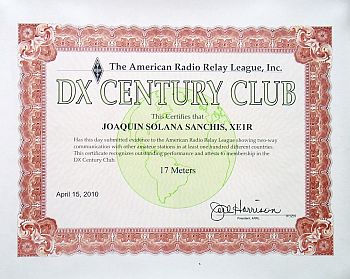 The American Radio Relay League, Inc.
DX CENTURY CLUB
This Certifies that
JOAQUIN SOLANA SANCHIS, XE1R
Has this day submitted evidence to the American Radio Relay League showing two-way
communication with other amateur stations in at least one hundred different countries.
This certificate recognizes outstanding performance and attests to membership in the
DX Century Club.
17 Meters
April 15, 2010
Joel Harrison
President, ARRL